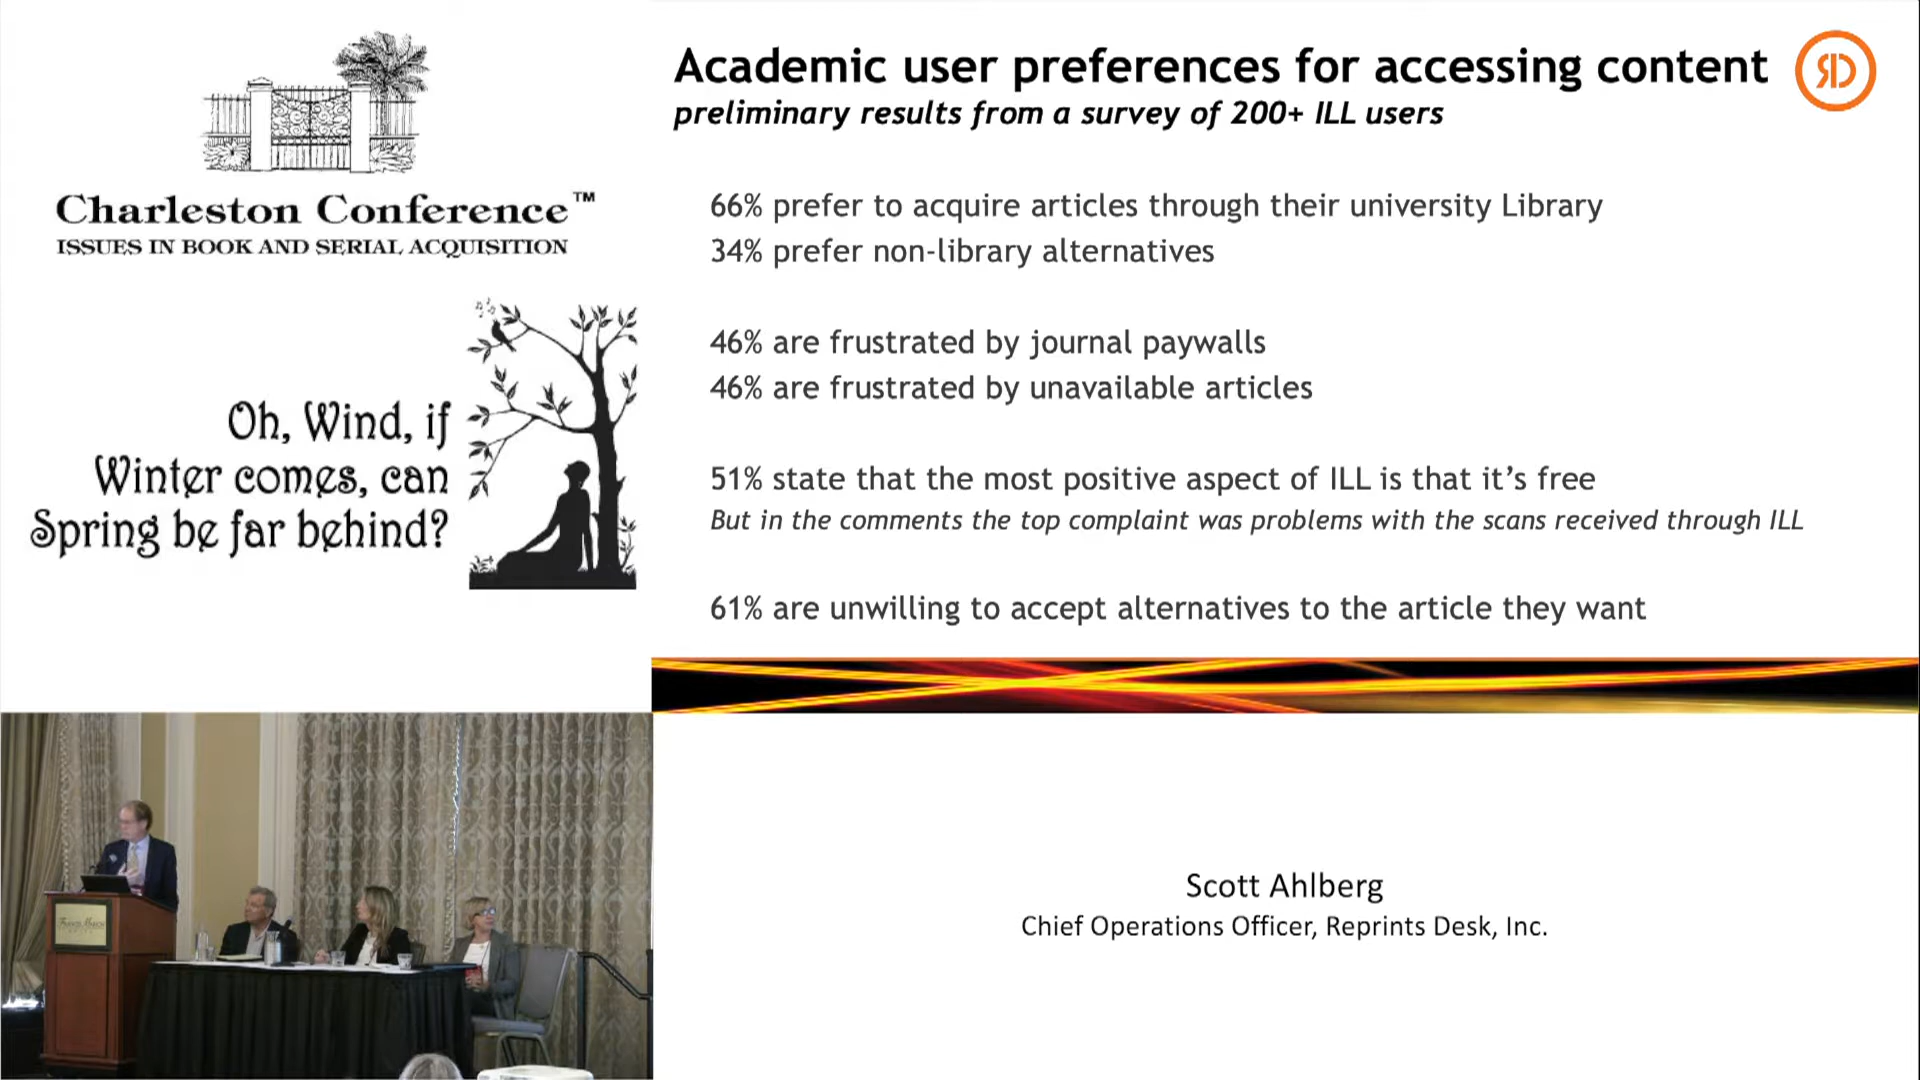 Charleston Conference™
ISSUES IN BOOK AND SERIAL ACQUISITION
Oh, Wind, if
Winter comes, can
Spring be far behind?
Academic user preferences for accessing content
preliminary results from a survey of 200+ ILL users
66% prefer to acquire articles through their university Library
34% prefer non-library alternatives
46% are frustrated by journal paywalls
46% are frustrated by unavailable articles
51% state that the most positive aspect of ILL is that it’s free
But in the comments the top complaint was problems with the scans received through ILL
61% are unwilling to accept alternatives to the article they want
Scott Ahlberg
Chief Operations Officer, Reprints Desk, Inc.